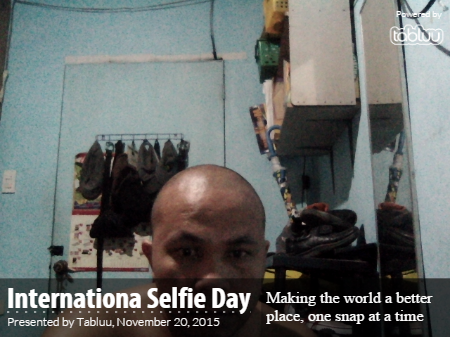 Powered by
tabluu
Internationa Selfie Day
Presented by Tabluu, November 20, 2015
Making the world a better
place, one snap at a time